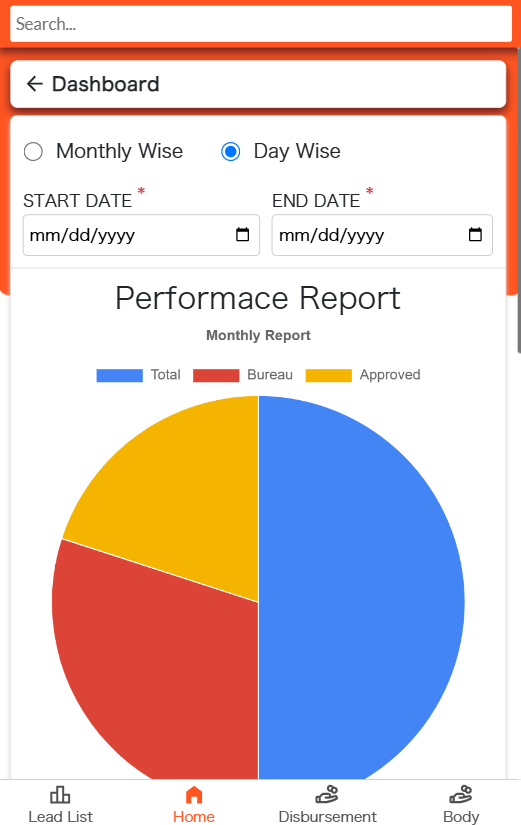 Search...
Dashboard
Monthly Wise Day Wise
START DATE * END DATE *
mm/dd/yyyy mm/dd/yyyy
Performace Report
Monthly Report
Total Bureau Approved
Lead List Home Disbursement Body